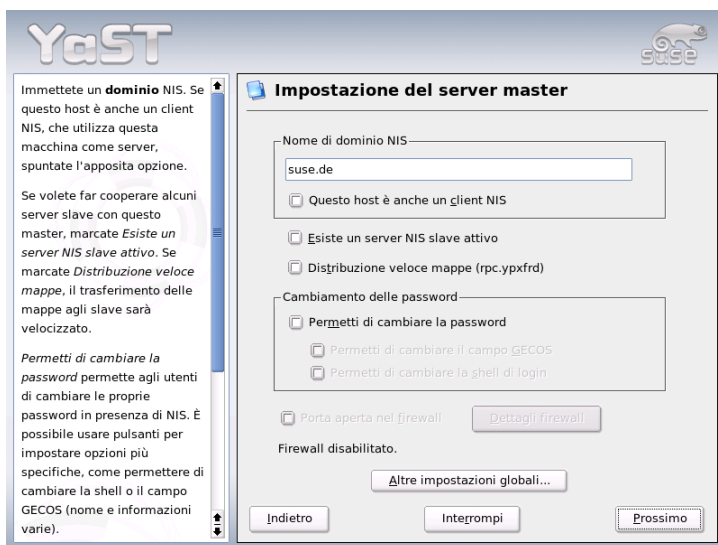 YaST
SUSE
Immettete un dominio NIS. Se
questo host è anche un client
NIS, che utilizza questa
macchina come server,
spuntate l'apposita opzione.
Se volete far cooperare alcuni
server slave con questo
master, marcate Esiste un
server NIS slave attivo. Se
marcate Distribuzione veloce
mappe, il trasferimento delle
mappe agli slave sarà
velocizzato.
Permetti di cambiare la
password permette agli utenti
di cambiare le proprie
password in presenza di NIS. È
possibile usare pulsanti per
impostare opzioni più
specifiche, come permettere di
cambiare la shell o il campo
GECOS (nome e informazioni
varie).
Impostazione del server master
Nome di dominio NIS
suse.de
Questo host è anche un client NIS
Esiste un server NIS slave attivo
Distribuzione veloce mappe (rpc.ypxfrd)
Cambiamento delle password
Permetti di cambiare la password
Permetti di cambiare il campo GECOS
Permetti di cambiare la shell di login
Porta aperta nel firewall
Dettagli firewall
Firewall disabilitato.
Altre impostazioni globali...
Indietro
Interrompi
Prossimo